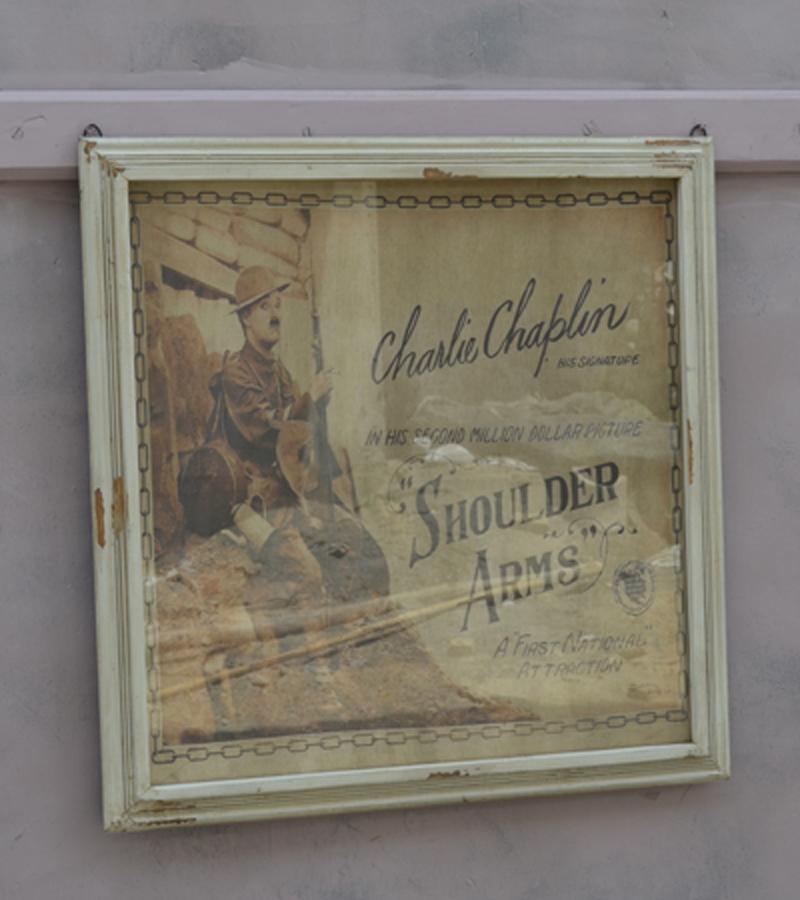 Charlie Chaplin
HIS SIGNATURE
IN HIS SECOND MILLION DOLLAR PICTURE
"SHOULDER
ARMS"
A "FIRST NATIONAL"
ATTRACTION